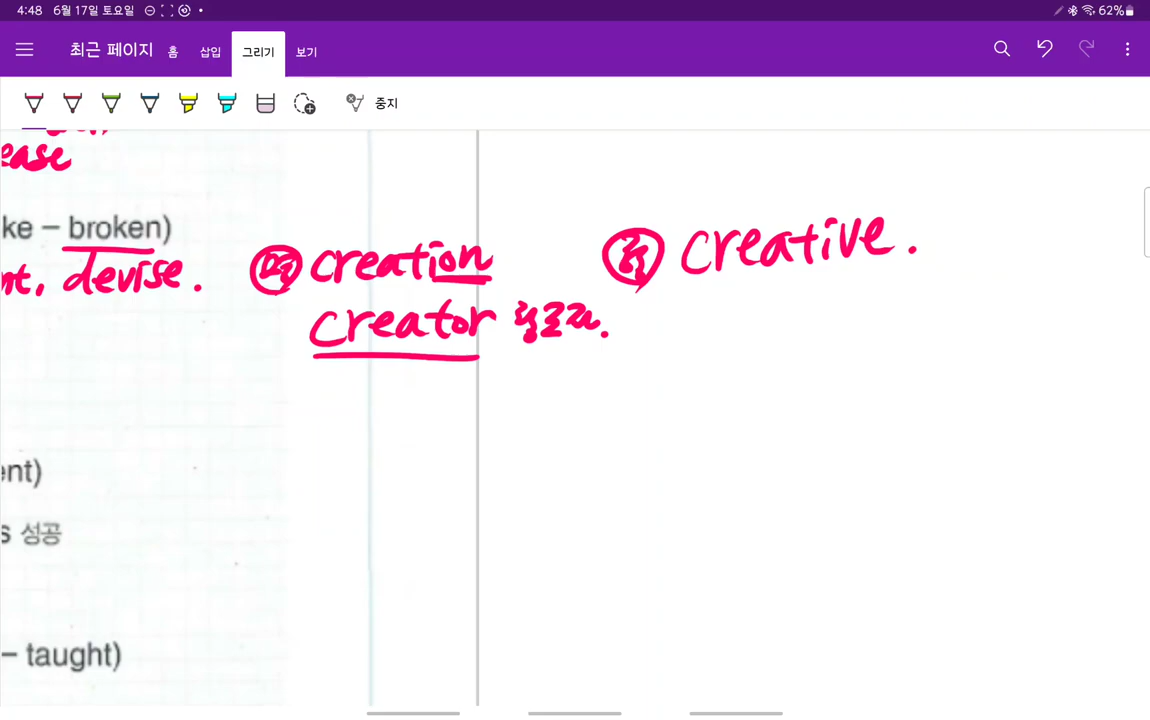 4:48 6월 17일 토요일 62%
최근 페이지 홈 삽입 그리기 보기
중지
ease
ke – broken)
nt, devise. 명 creation 형 creative.
creator 창조자.
ent)
s 성공
– taught)